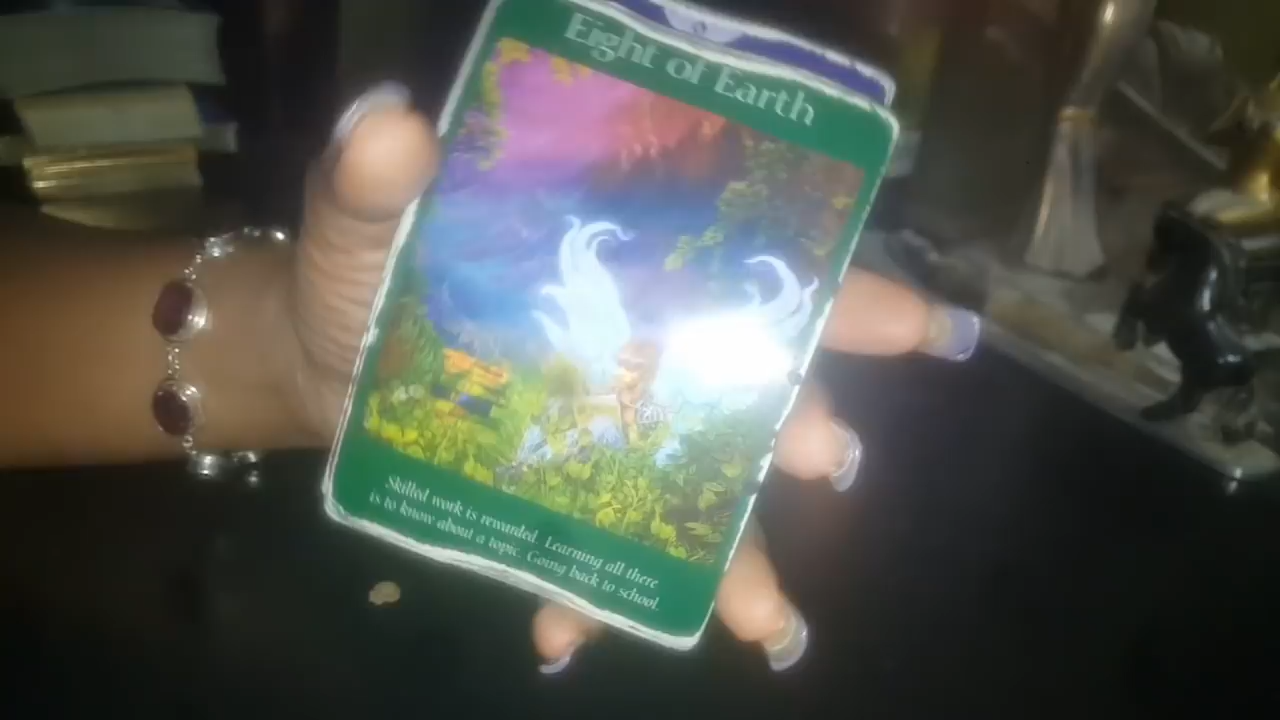 Eight of Earth
Skilled work is rewarded. Learning all there
is to know about a topic. Going back to school.